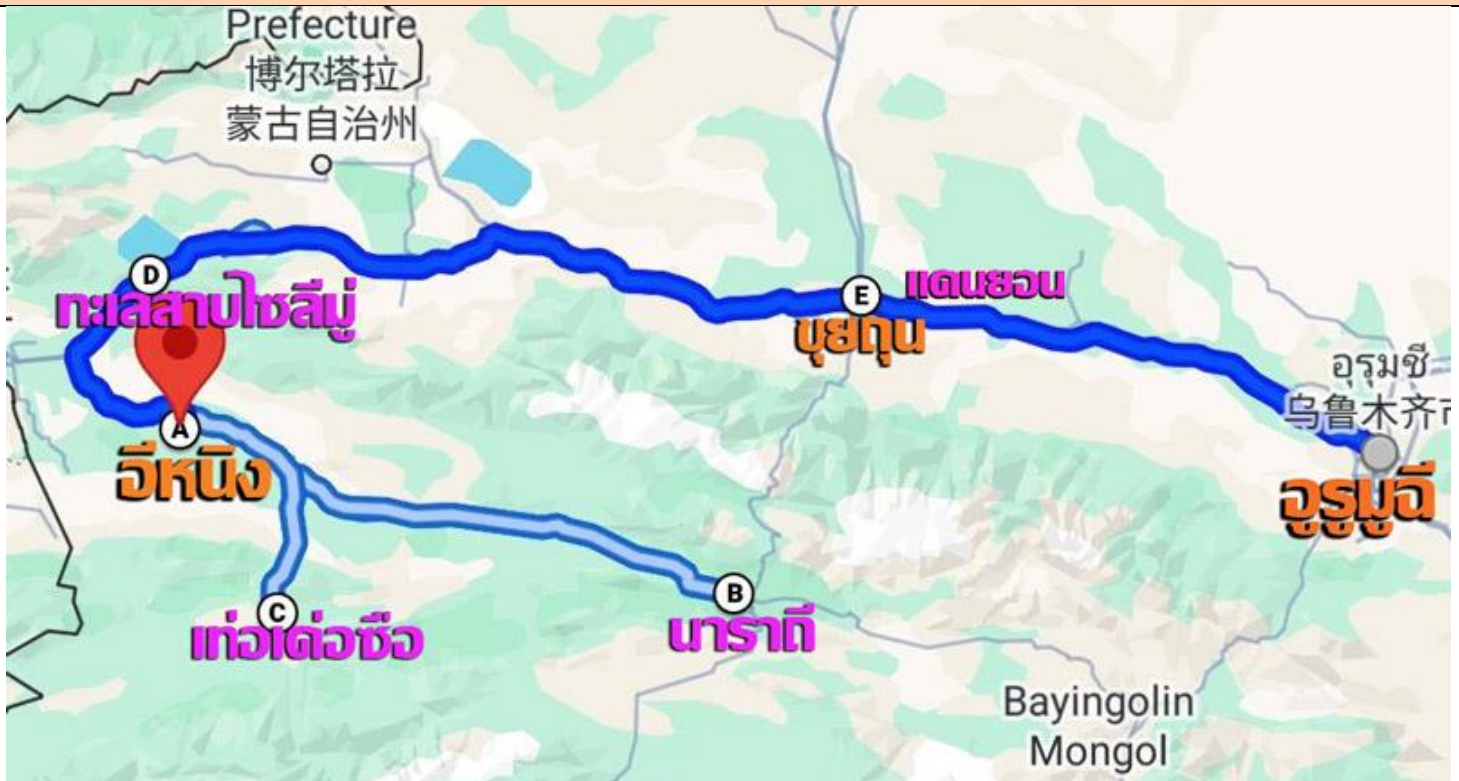 Prefecture
博尔塔拉
蒙古自治州
D
ทะเลสาบไซลีมู่
E
แคนยอน
ขุยถุน
อุรุมชี
乌鲁木齐市
A
อีหนิง
อูรูมูฉี
B
C
นาราถี
เท่อเค่อซือ
Bayingolin
Mongol